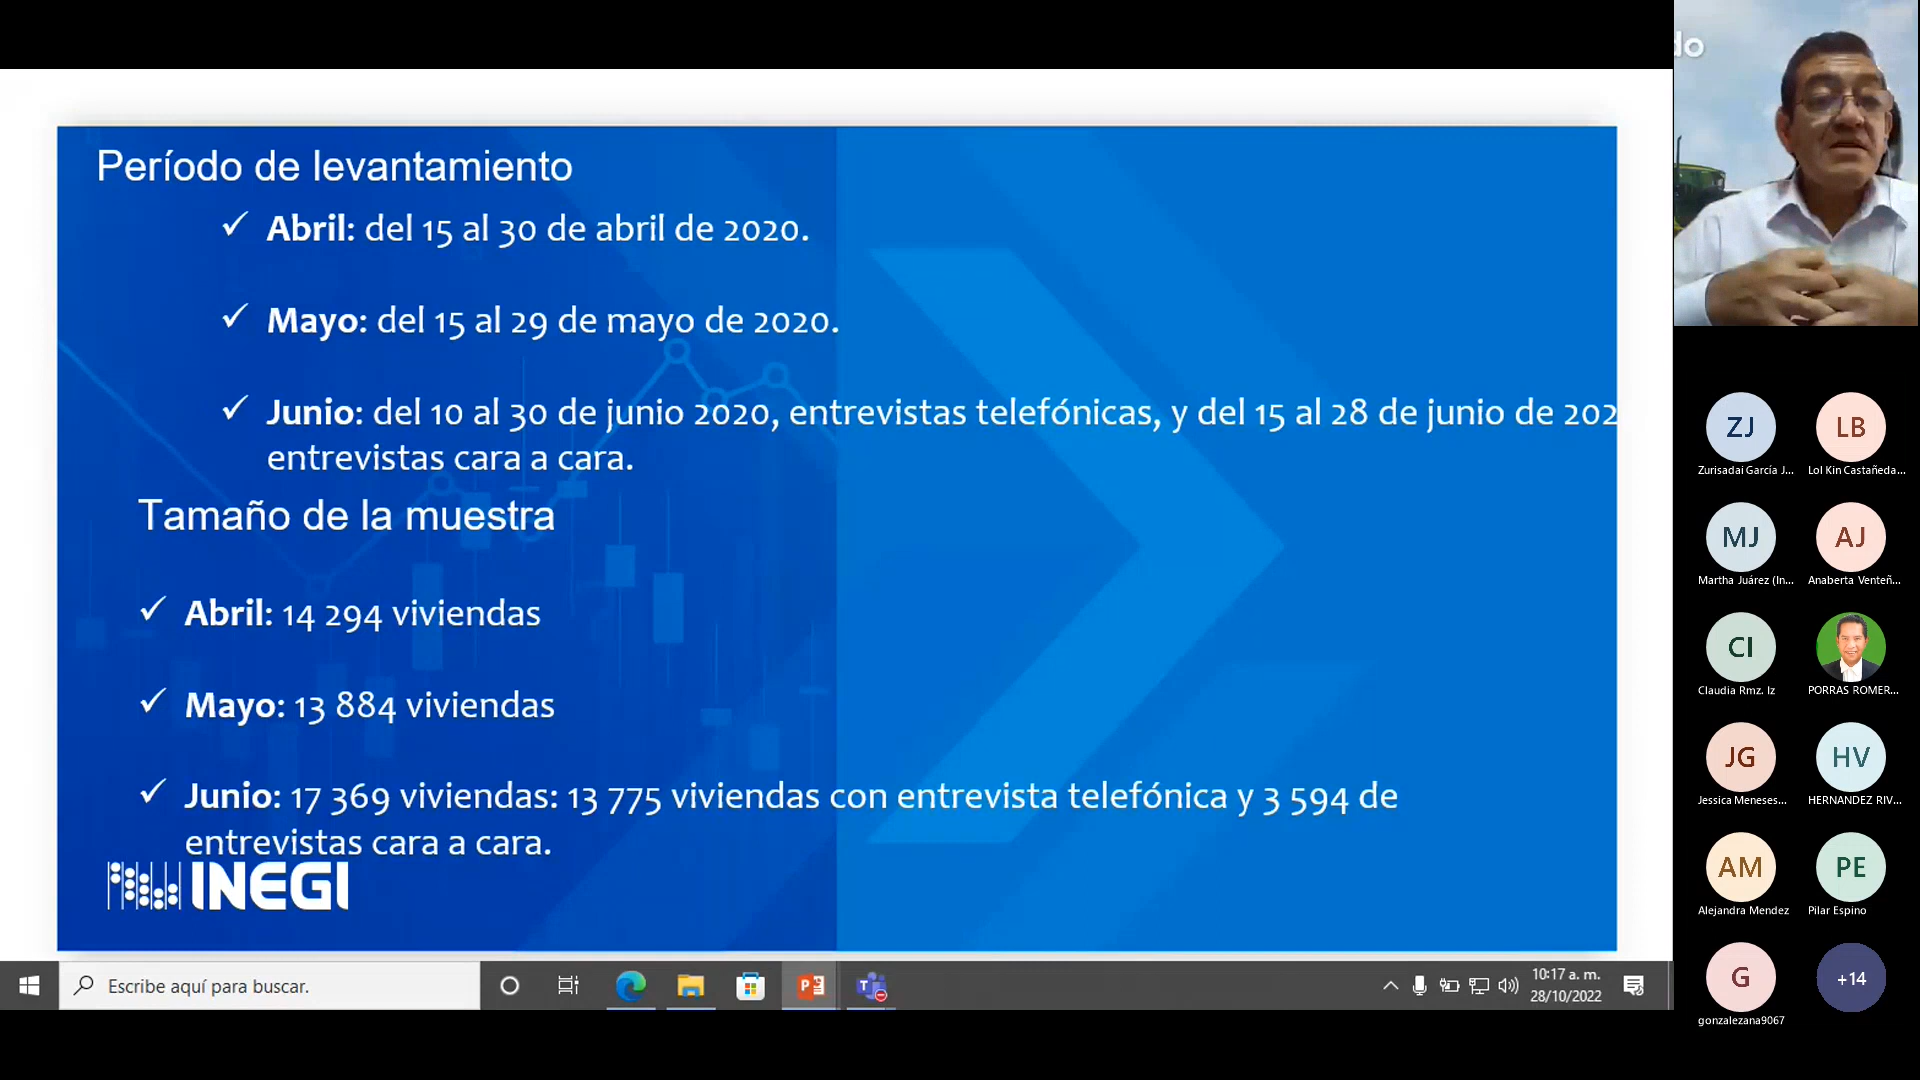 do
Período de levantamiento
✓ Abril: del 15 al 30 de abril de 2020.
✓ Mayo: del 15 al 29 de mayo de 2020.
✓ Junio: del 10 al 30 de junio 2020, entrevistas telefónicas, y del 15 al 28 de junio de 202
entrevistas cara a cara.
Tamaño de la muestra
✓ Abril: 14 294 viviendas
✓ Mayo: 13 884 viviendas
✓ Junio: 17 369 viviendas: 13 775 viviendas con entrevista telefónica y 3 594 de
entrevistas cara a cara.
INEGI
Escribe aquí para buscar.
10:17 a. m.
28/10/2022
ZJ
Zurisadai García J...
LB
Lol Kin Castañeda...
MJ
Martha Juárez (In...
AJ
Anaberta Venteñ...
CI
Claudia Rmz. Iz
PORRAS ROMER...
JG
Jessica Meneses...
HV
HERNANDEZ RIV...
AM
Alejandra Mendez
PE
Pilar Espino
G
gonzalezana9067
+14